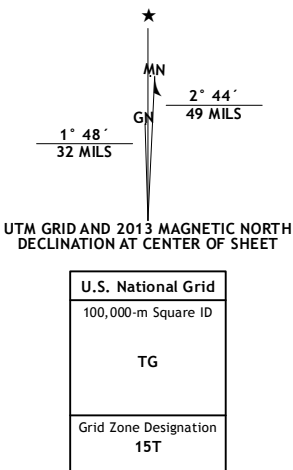 ★
MN
GN
2° 44´
49 MILS
1° 48´
32 MILS
UTM GRID AND 2013 MAGNETIC NORTH
DECLINATION AT CENTER OF SHEET
U.S. National Grid
100,000-m Square ID
TG
Grid Zone Designation
15T